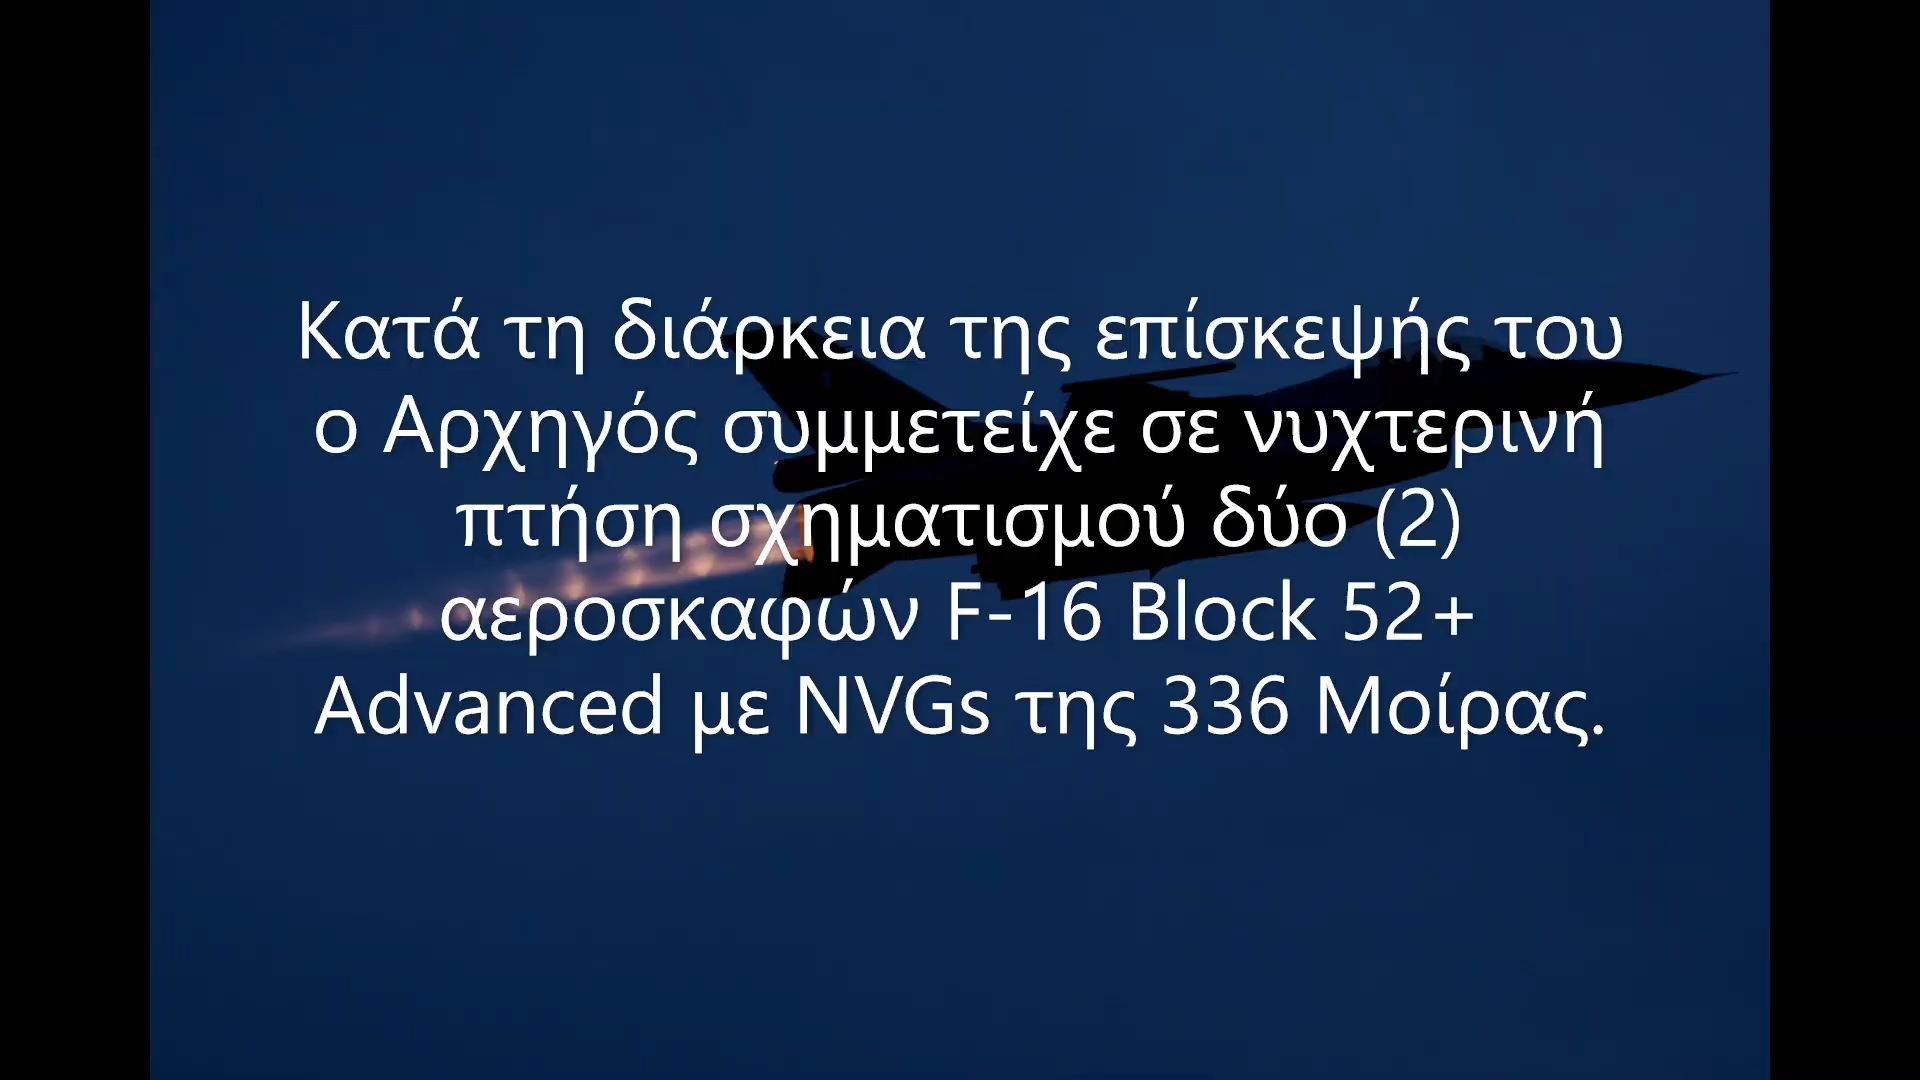 Κατά τη διάρκεια της επίσκεψής του
ο Αρχηγός συμμετείχε σε νυχτερινή
πτήση σχηματισμού δύο (2)
αεροσκαφών F-16 Block 52+
Advanced με NVGs της 336 Μοίρας.